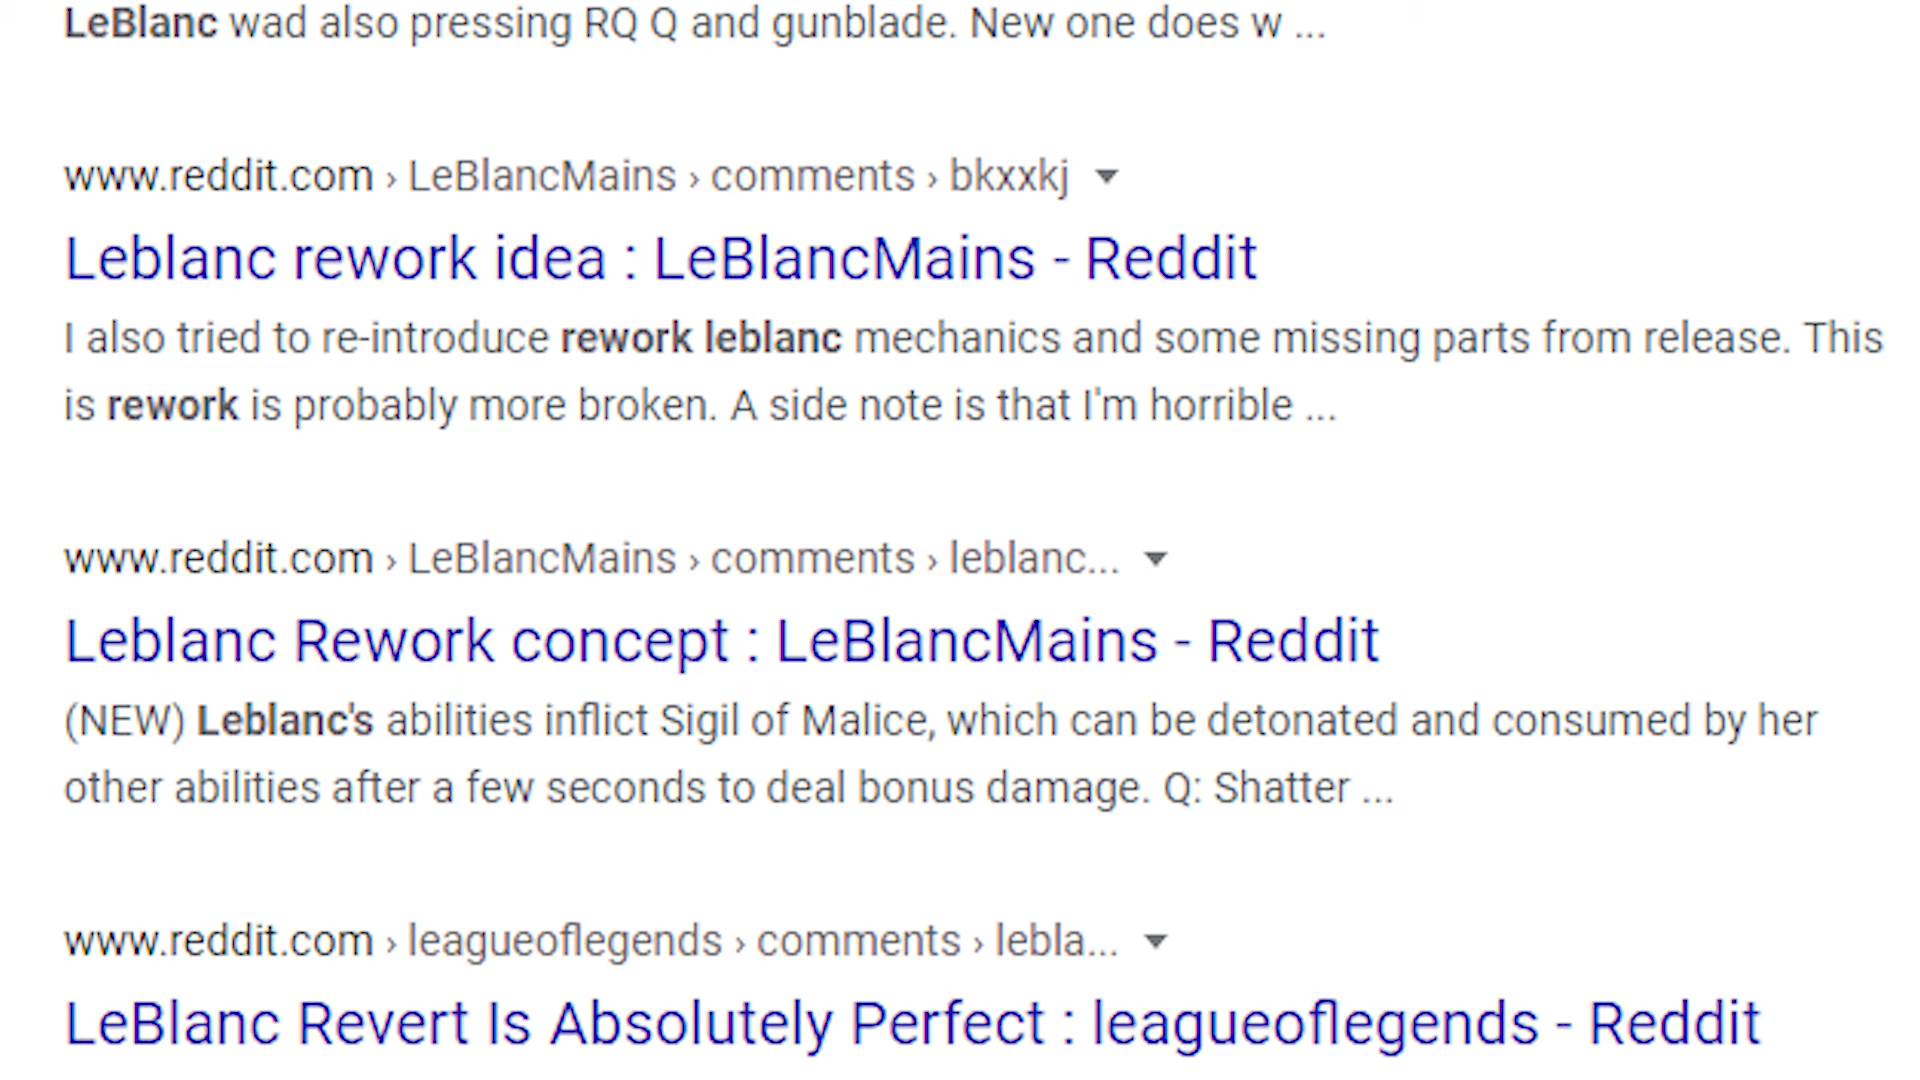 LeBlanc wad also pressing RQ Q and gunblade. New one does w ...
www.reddit.com › LeBlancMains › comments › bkxxkj
Leblanc rework idea : LeBlancMains - Reddit
I also tried to re-introduce rework leblanc mechanics and some missing parts from release. This
is rework is probably more broken. A side note is that I'm horrible ...
www.reddit.com › LeBlancMains › comments › leblanc...
Leblanc Rework concept : LeBlancMains - Reddit
(NEW) Leblanc's abilities inflict Sigil of Malice, which can be detonated and consumed by her
other abilities after a few seconds to deal bonus damage. Q: Shatter ...
www.reddit.com › leagueoflegends › comments › lebla...
LeBlanc Revert Is Absolutely Perfect : leagueoflegends - Reddit